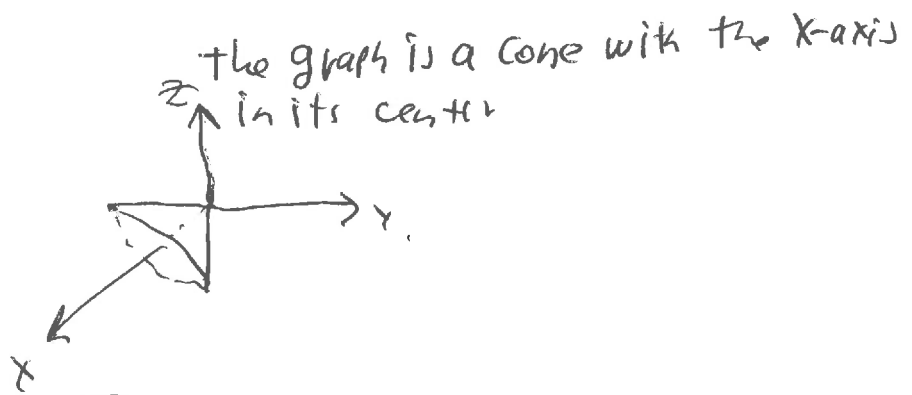 the graph is a cone with the X-axis
in its center
Z
Y
X